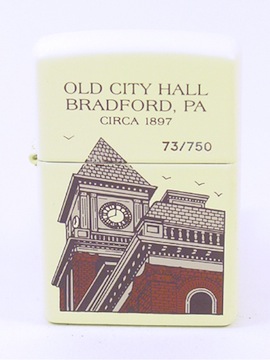 OLD CITY HALL
BRADFORD, PA
CIRCA 1897
73/750